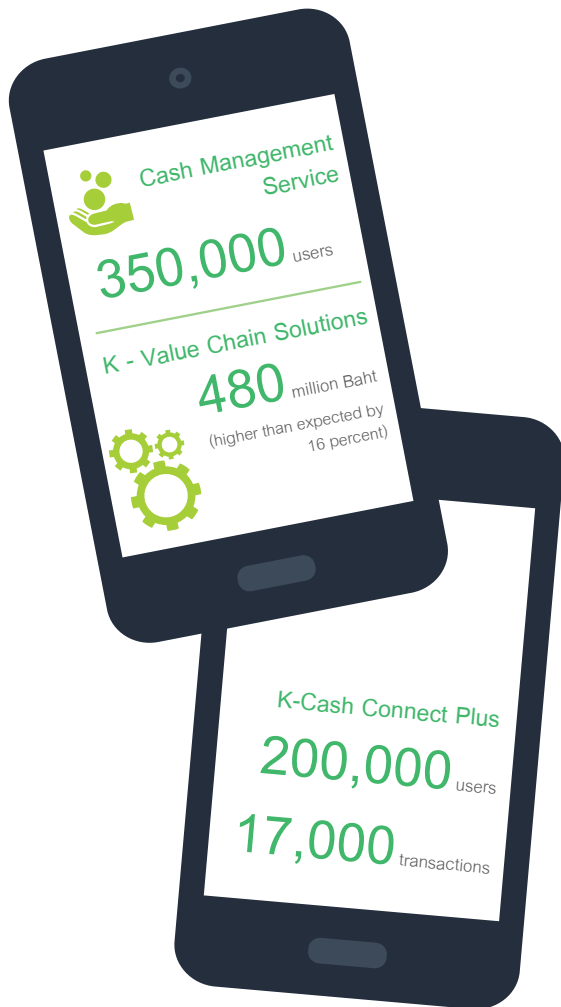 Cash Management
Service
350,000 users
K - Value Chain Solutions
480 million Baht
(higher than expected by
16 percent)
K-Cash Connect Plus
200,000 users
17,000 transactions